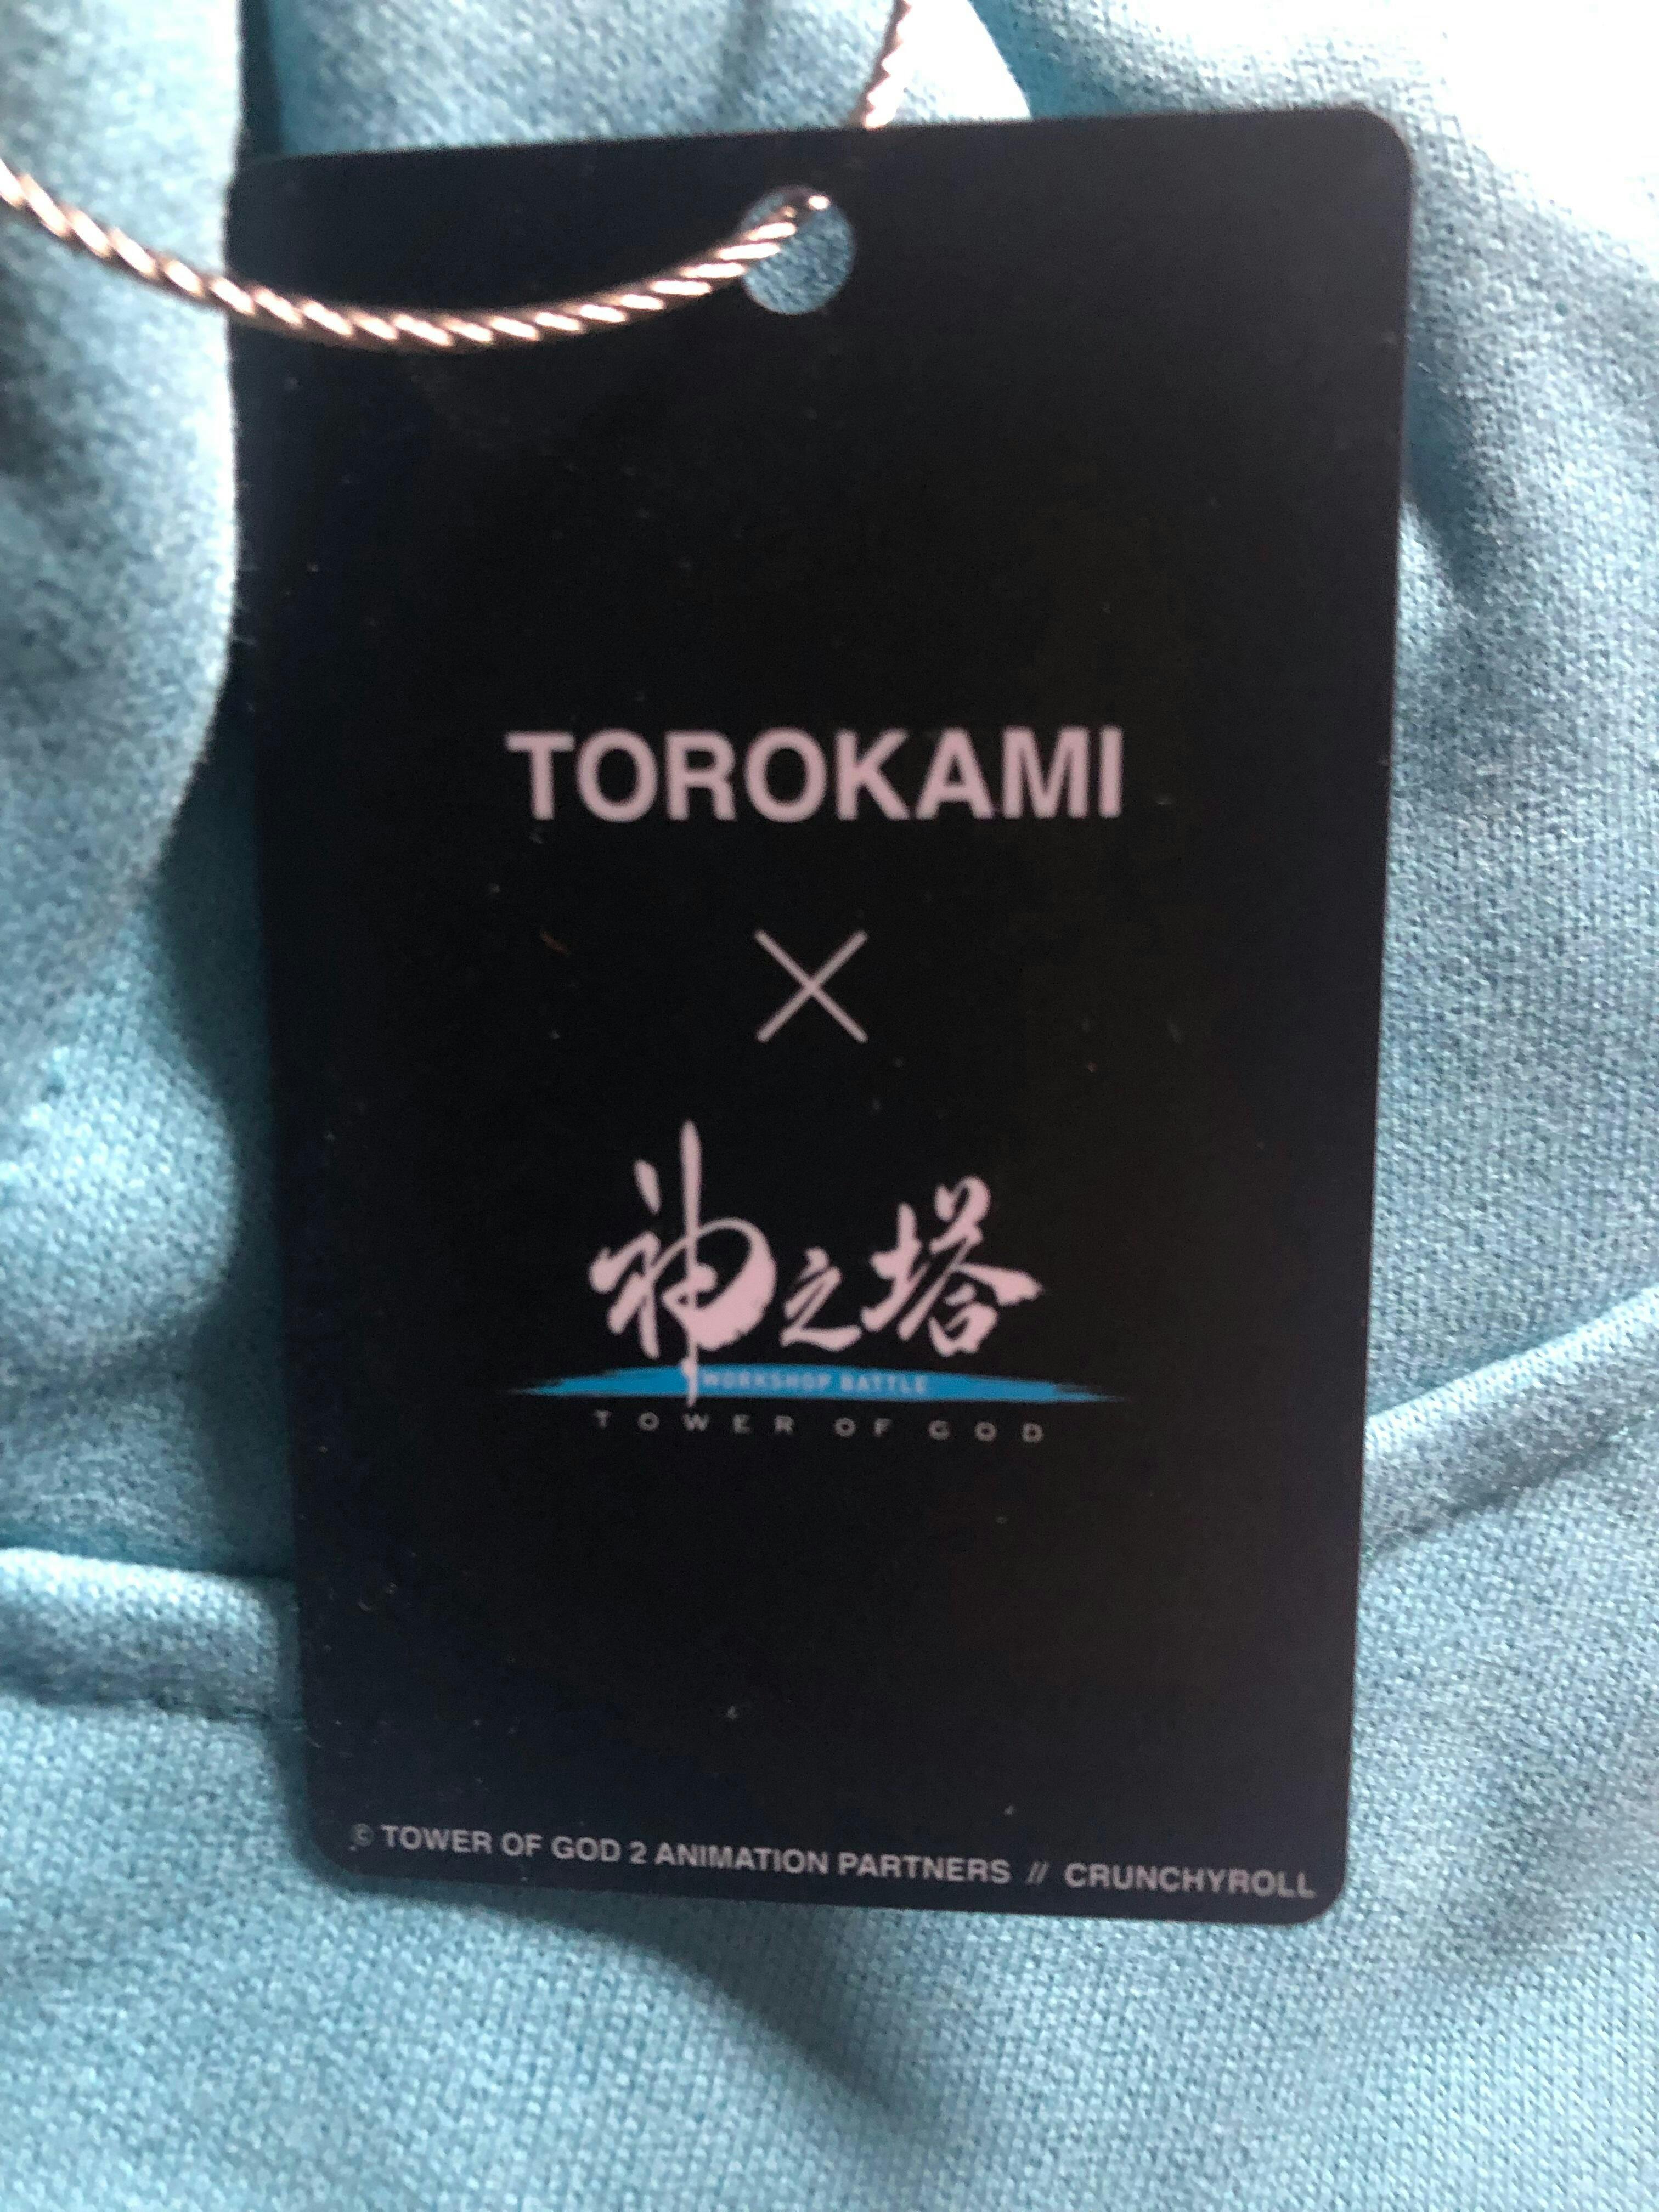 TOROKAMI
×
神之塔
WORKSHOP BATTLE
TOWER OF GOD
© TOWER OF GOD 2 ANIMATION PARTNERS // CRUNCHYROLL